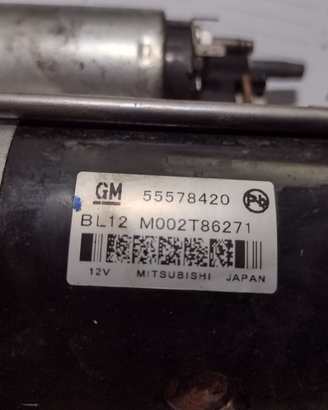 GM 55578420 Pb
BL12 M002T86271
12V MITSUBISHI JAPAN